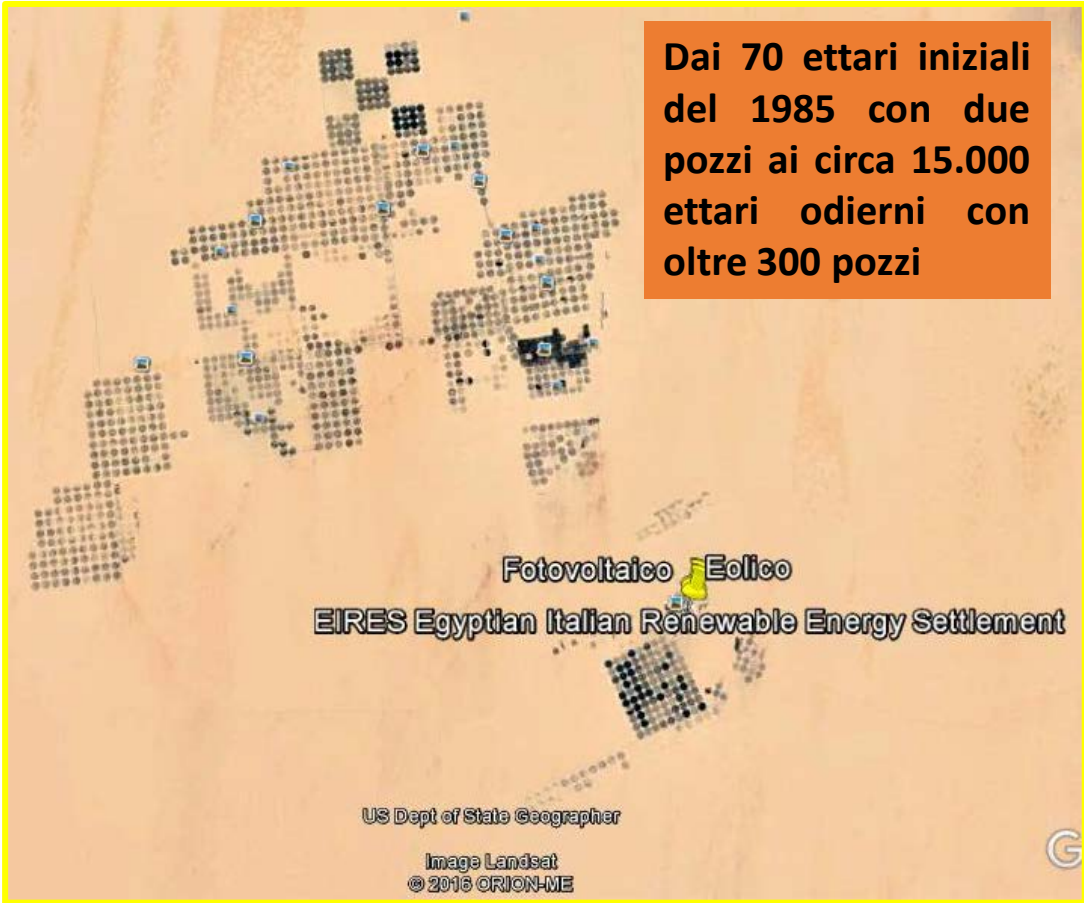 Dai 70 ettari iniziali
del 1985 con due
pozzi ai circa 15.000
ettari odierni con
oltre 300 pozzi
Fotovoltaico Eolico
EIRES Egyptian Italian Renewable Energy Settlement
US Dept of State Geographer
Image Landsat
© 2016 ORION-ME
G